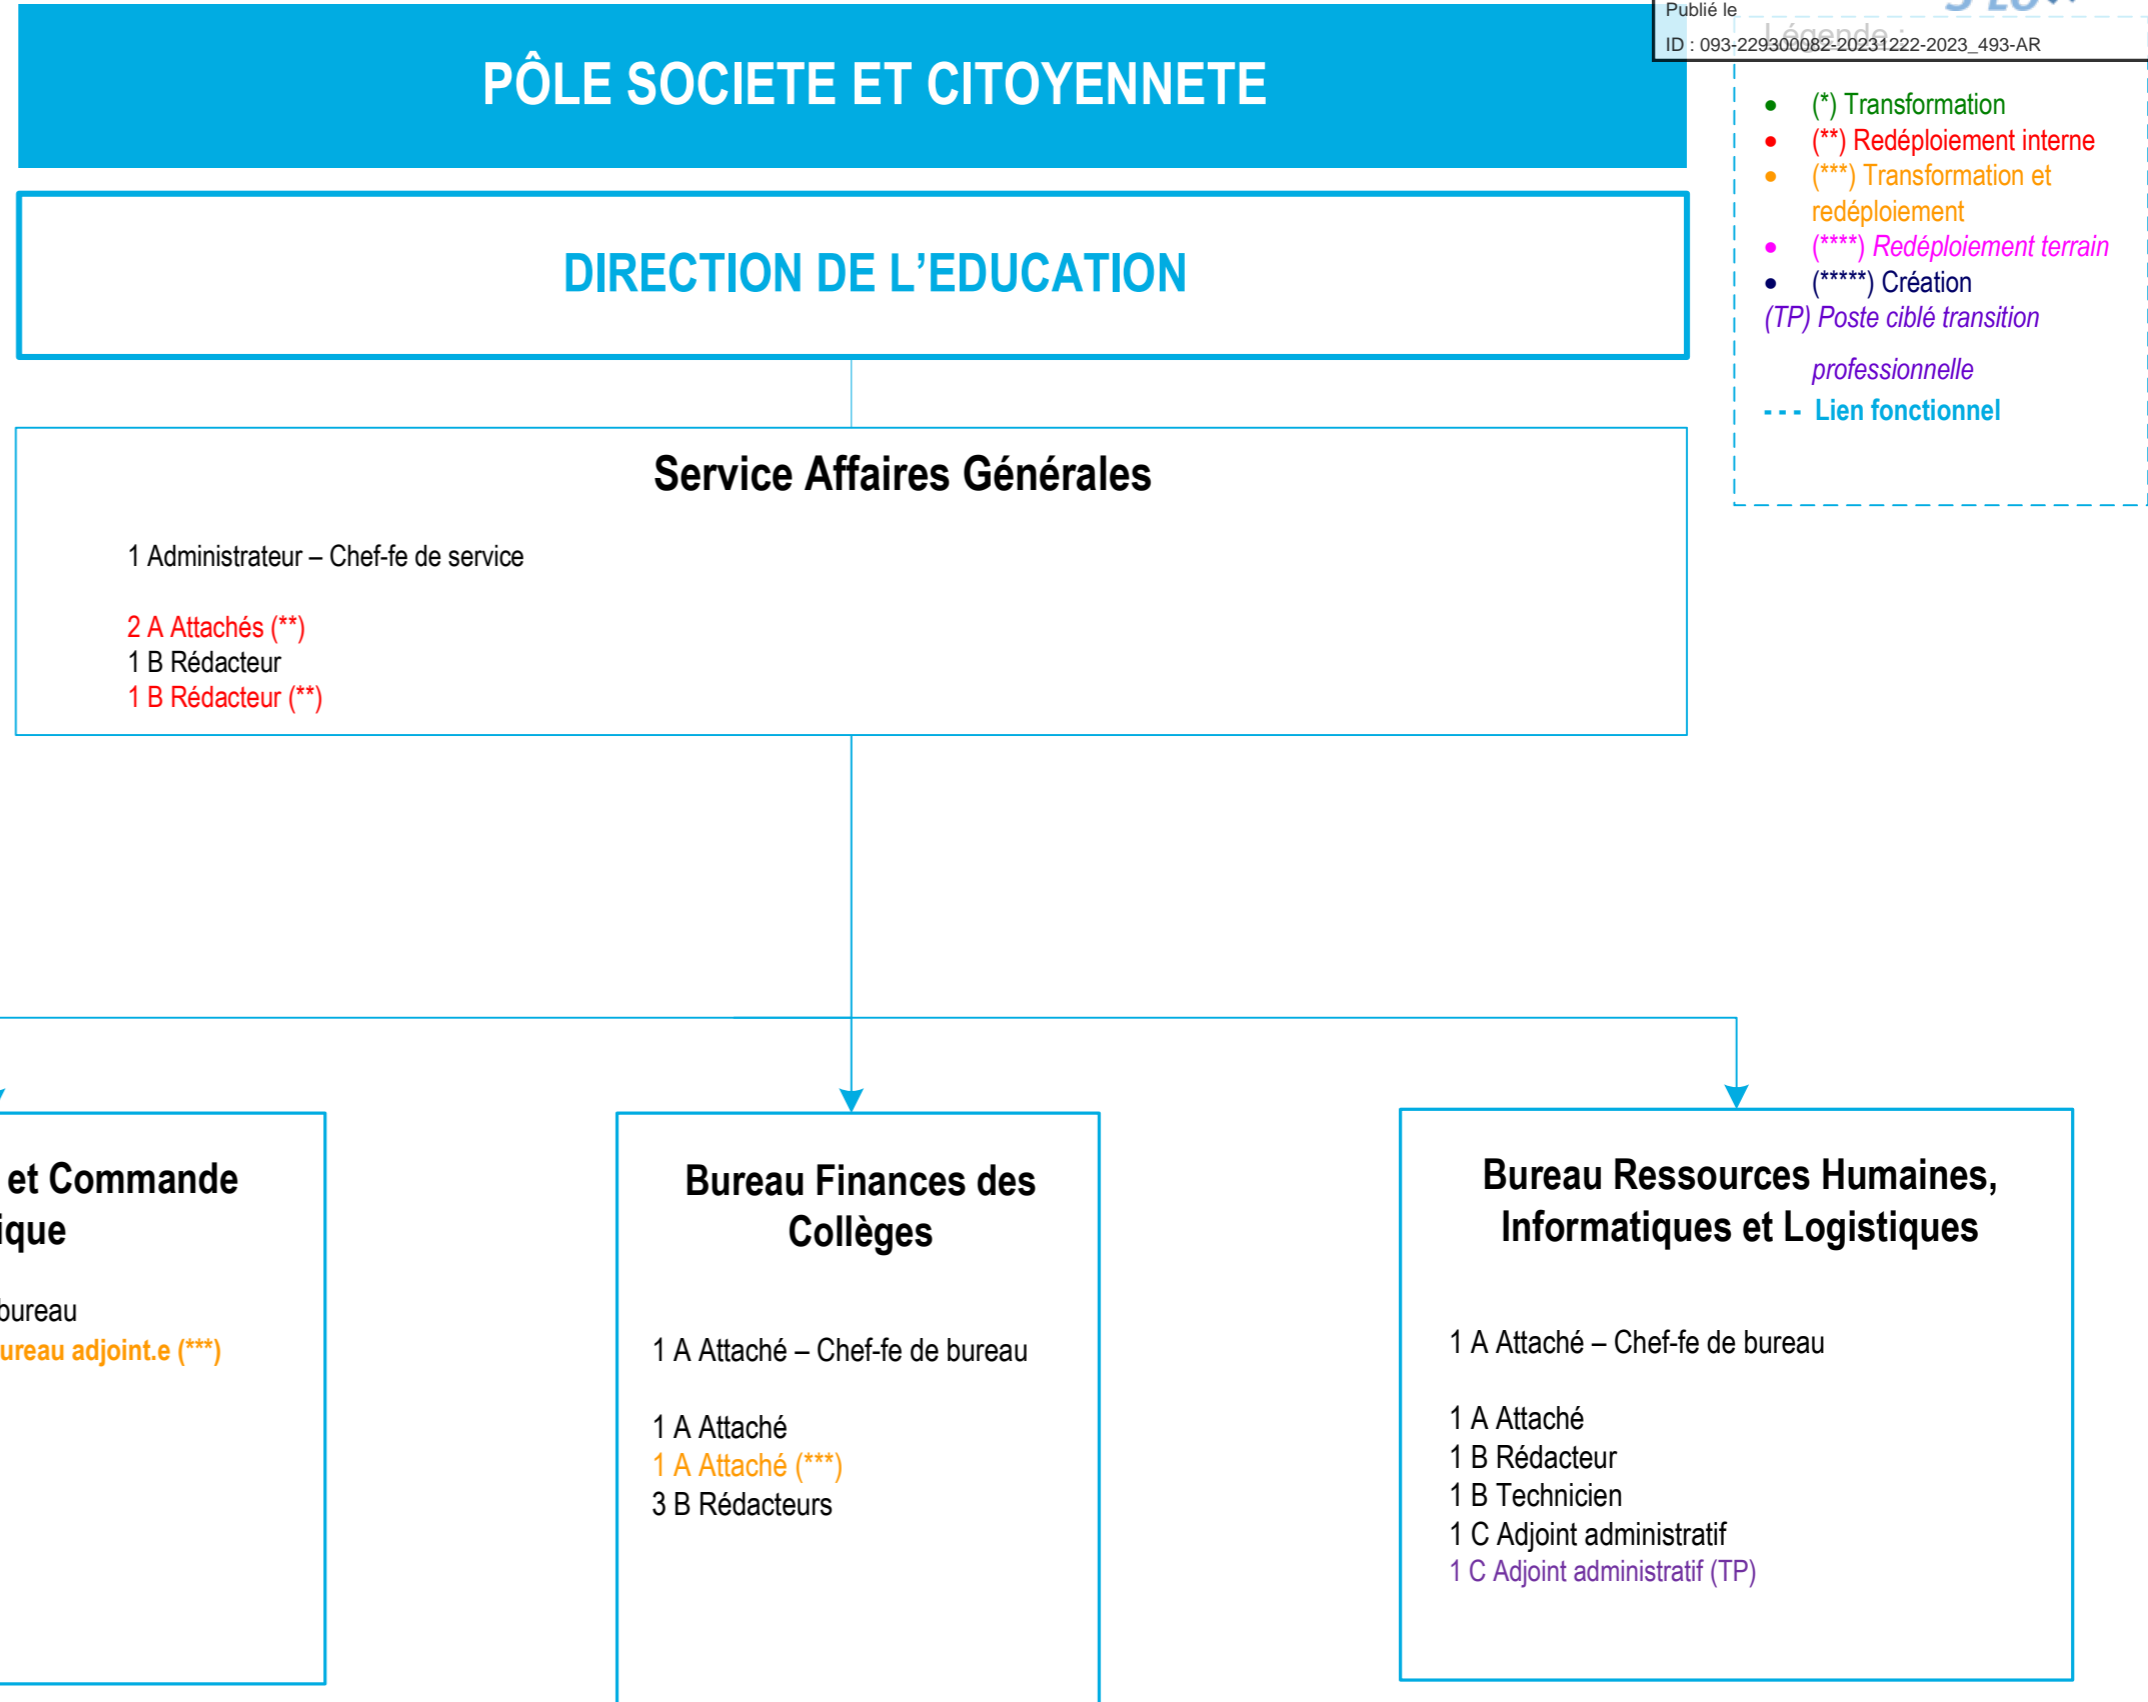 Publié le
Légende :
ID : 093-229300082-20231222-2023_493-AR
PÔLE SOCIETE ET CITOYENNETE
• (*) Transformation
• (**) Redéploiement interne
• (***) Transformation et
redéploiement
• (****) Redéploiement terrain
• (*****) Création
(TP) Poste ciblé transition
professionnelle
- - - Lien fonctionnel
DIRECTION DE L’EDUCATION
Service Affaires Générales
1 Administrateur – Chef-fe de service
2 A Attachés (**)
1 B Rédacteur
1 B Rédacteur (**)
et Commande
ique
bureau
ureau adjoint.e (***)
Bureau Finances des
Collèges
1 A Attaché – Chef-fe de bureau
1 A Attaché
1 A Attaché (***)
3 B Rédacteurs
Bureau Ressources Humaines,
Informatiques et Logistiques
1 A Attaché – Chef-fe de bureau
1 A Attaché
1 B Rédacteur
1 B Technicien
1 C Adjoint administratif
1 C Adjoint administratif (TP)